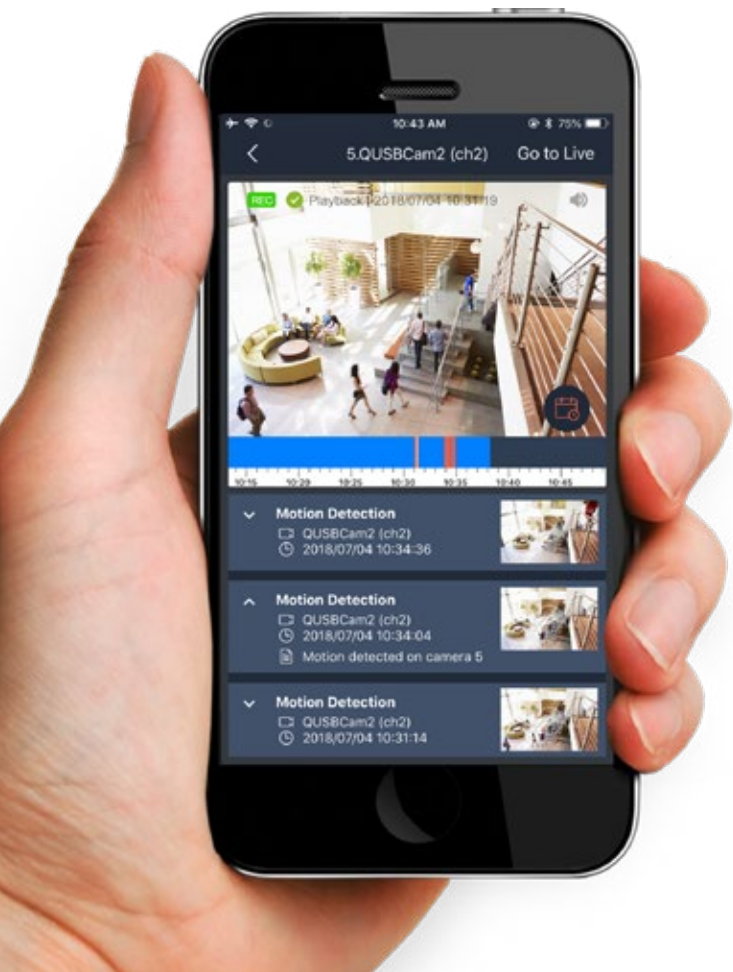 10:43 AM
75%
5.QUSBCam2 (ch2) Go to Live
REC Playback | 2018/07/04 10:31:19
10:15 10:20 10:25 10:30 10:35 10:40 10:45
Motion Detection
QUSBCam2 (ch2)
2018/07/04 10:34:36
Motion Detection
QUSBCam2 (ch2)
2018/07/04 10:34:04
Motion detected on camera 5
Motion Detection
QUSBCam2 (ch2)
2018/07/04 10:31:14